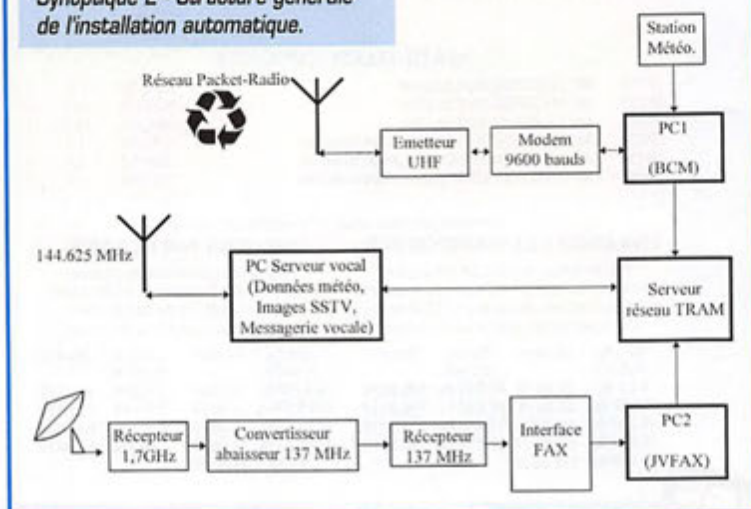 Synoptique 2 - Structure générale
de l'installation automatique.
Station
Météo.
Réseau Packet-Radio
Emetteur
UHF
Modem
9600 bauds
PC1
(BCM)
144.625 MHz
PC Serveur vocal
(Données météo,
Images SSTV,
Messagerie vocale)
Serveur
réseau TRAM
Récepteur
1,7GHz
Convertisseur
abaisseur 137 MHz
Récepteur
137 MHz
Interface
FAX
PC2
(JVFAX)